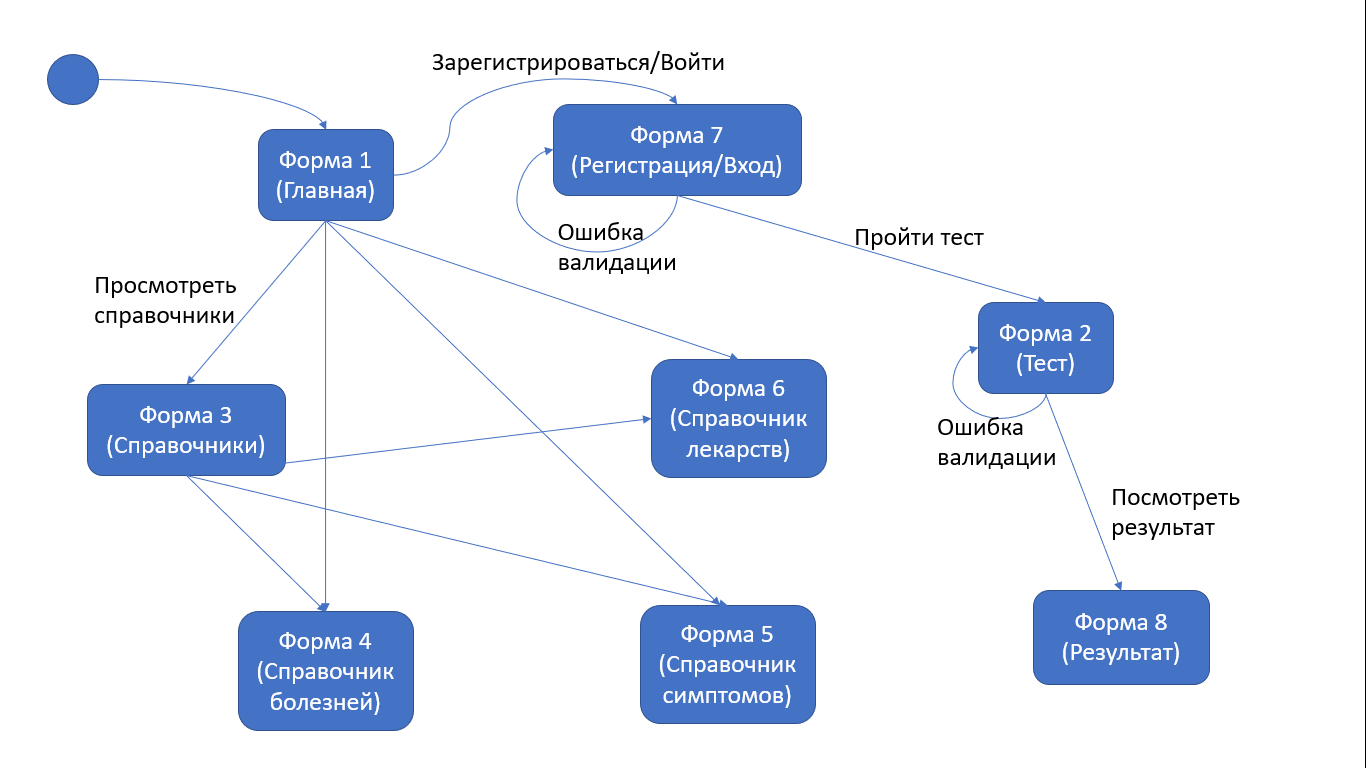 Зарегистрироваться/Войти
Форма 1
(Главная)
Форма 7
(Регистрация/Вход)
Ошибка
валидации
Пройти тест
Просмотреть
справочники
Форма 2
(Тест)
Форма 3
(Справочники)
Форма 6
(Справочник
лекарств)
Ошибка
валидации
Посмотреть
результат
Форма 4
(Справочник
болезней)
Форма 5
(Справочник
симптомов)
Форма 8
(Результат)